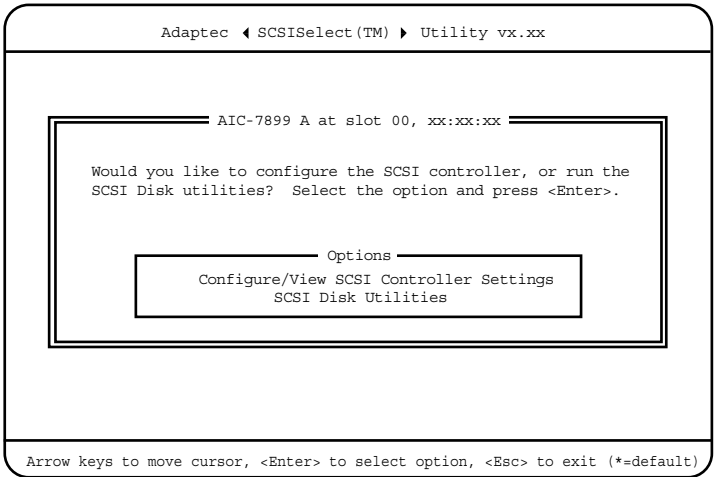 Adaptec ◀ SCSISelect(TM) ▶ Utility vx.xx
AIC-7899 A at slot 00, xx:xx:xx
Would you like to configure the SCSI controller, or run the
SCSI Disk utilities? Select the option and press <Enter>.
Options
Configure/View SCSI Controller Settings
SCSI Disk Utilities
Arrow keys to move cursor, <Enter> to select option, <Esc> to exit (*=default)